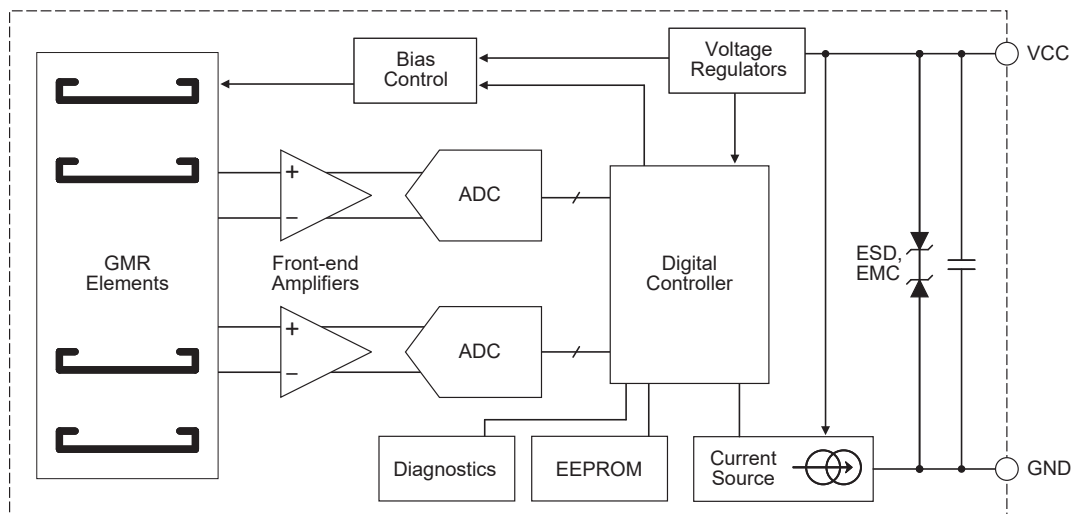 Bias
Control
Voltage
Regulators
VCC
+
−
ADC
GMR
Elements
Front-end
Amplifiers
Digital
Controller
ESD,
EMC
+
−
ADC
Diagnostics
EEPROM
Current
Source
GND